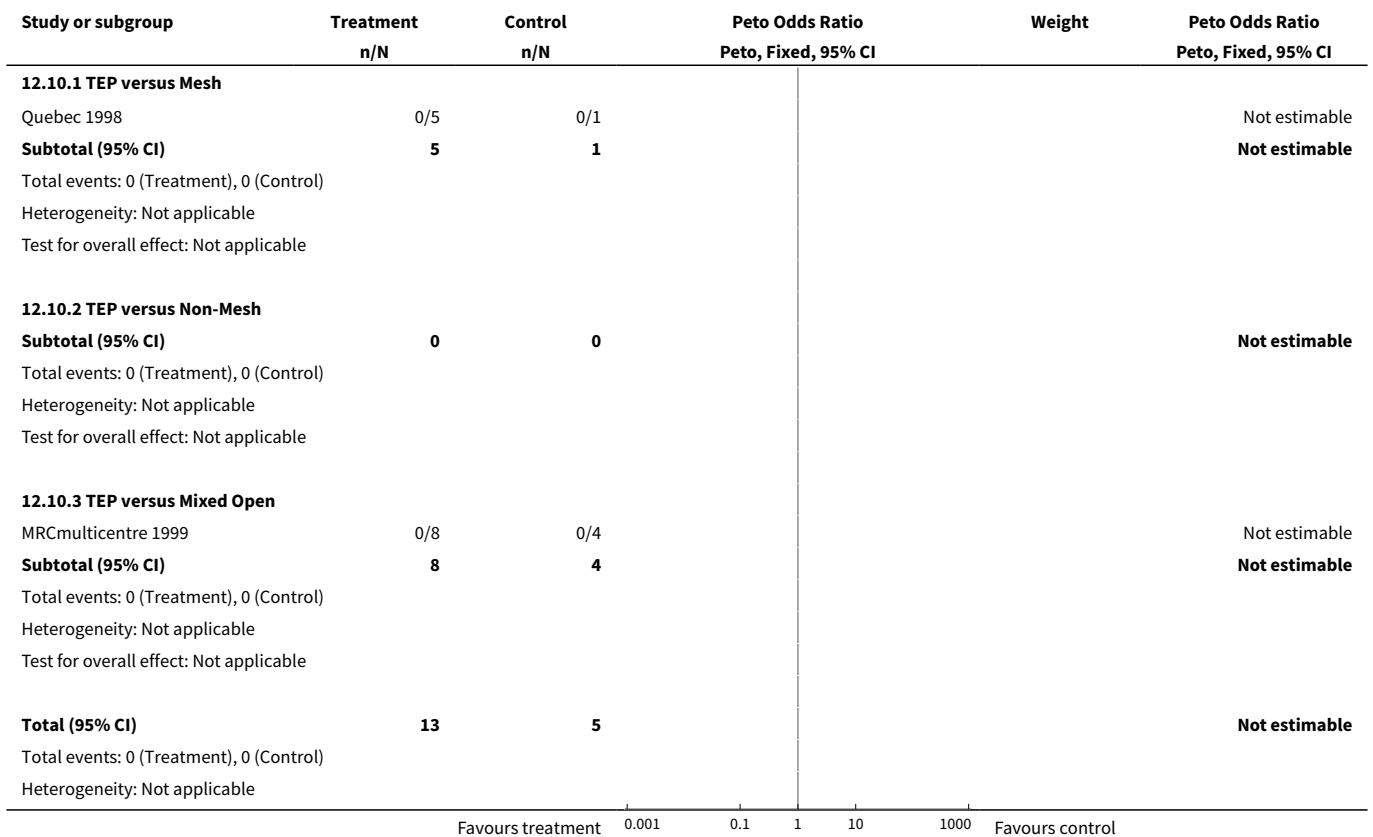 Study or subgroup Treatment Control Peto Odds Ratio Weight Peto Odds Ratio
n/N n/N Peto, Fixed, 95% CI Peto, Fixed, 95% CI
12.10.1 TEP versus Mesh
Quebec 1998 0/5 0/1 Not estimable
Subtotal (95% CI) 5 1 Not estimable
Total events: 0 (Treatment), 0 (Control)
Heterogeneity: Not applicable
Test for overall effect: Not applicable
12.10.2 TEP versus Non-Mesh
Subtotal (95% CI) 0 0 Not estimable
Total events: 0 (Treatment), 0 (Control)
Heterogeneity: Not applicable
Test for overall effect: Not applicable
12.10.3 TEP versus Mixed Open
MRCmulticentre 1999 0/8 0/4 Not estimable
Subtotal (95% CI) 8 4 Not estimable
Total events: 0 (Treatment), 0 (Control)
Heterogeneity: Not applicable
Test for overall effect: Not applicable
Total (95% CI) 13 5 Not estimable
Total events: 0 (Treatment), 0 (Control)
Heterogeneity: Not applicable
Favours treatment 0.001 0.1 1 10 1000 Favours control